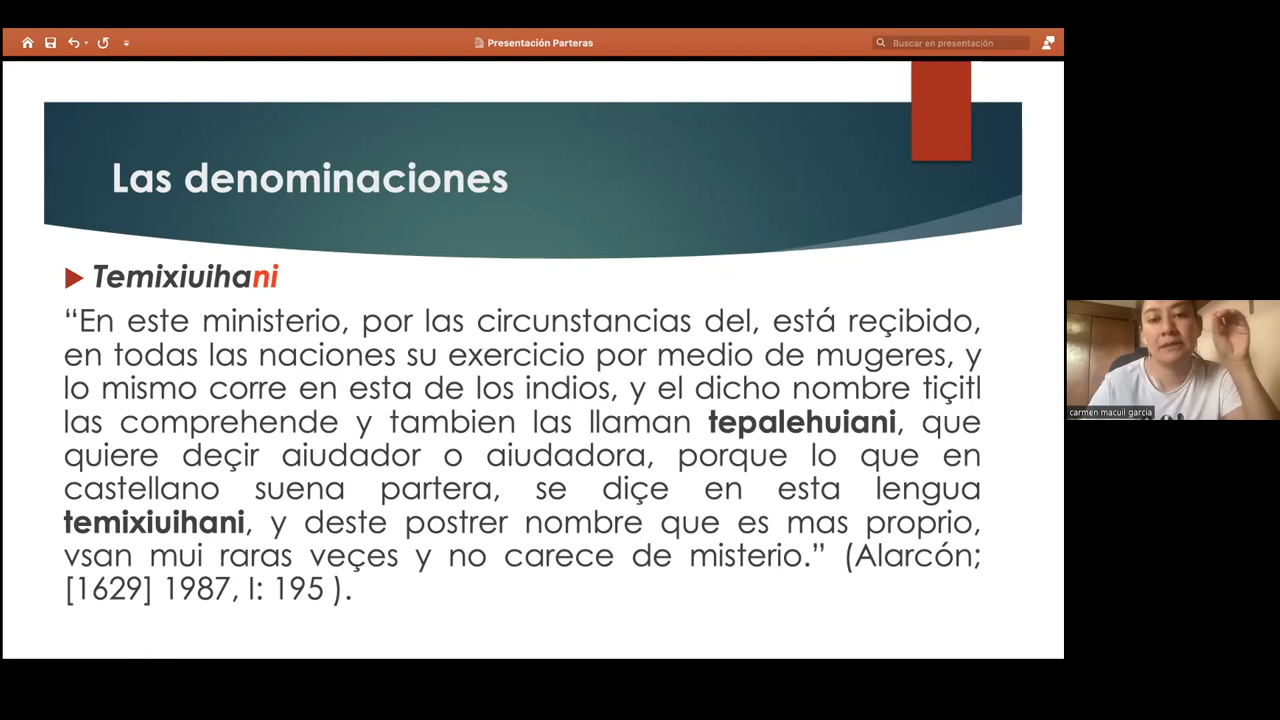 Presentación Parteras
Buscar en presentación
Las denominaciones
Temixiuihani
“En este ministerio, por las circunstancias del, está reçibido,
en todas las naciones su exercicio por medio de mugeres, y
lo mismo corre en esta de los indios, y el dicho nombre tiçitl
las comprehende y tambien las llaman tepalehuiani, que
quiere deçir aiudador o aiudadora, porque lo que en
castellano suena partera, se diçe en esta lengua
temixiuihani, y deste postrer nombre que es mas proprio,
vsan mui raras veçes y no carece de misterio.” (Alarcón;
[1629] 1987, I: 195 ).
carmen macuil garcia